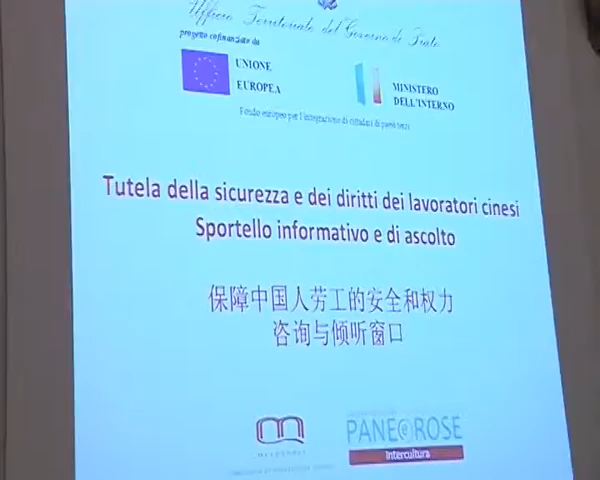 Ufficio Territoriale del Governo di Prato
progetto cofinanziato da
UNIONE
EUROPEA
MINISTERO
DELL'INTERNO
Fondo europeo per l'integrazione di cittadini di paesi terzi
Tutela della sicurezza e dei diritti dei lavoratori cinesi
Sportello informativo e di ascolto
保障中国人劳工的安全和权力
咨询与倾听窗口
PANE@ROSE
Intercultura